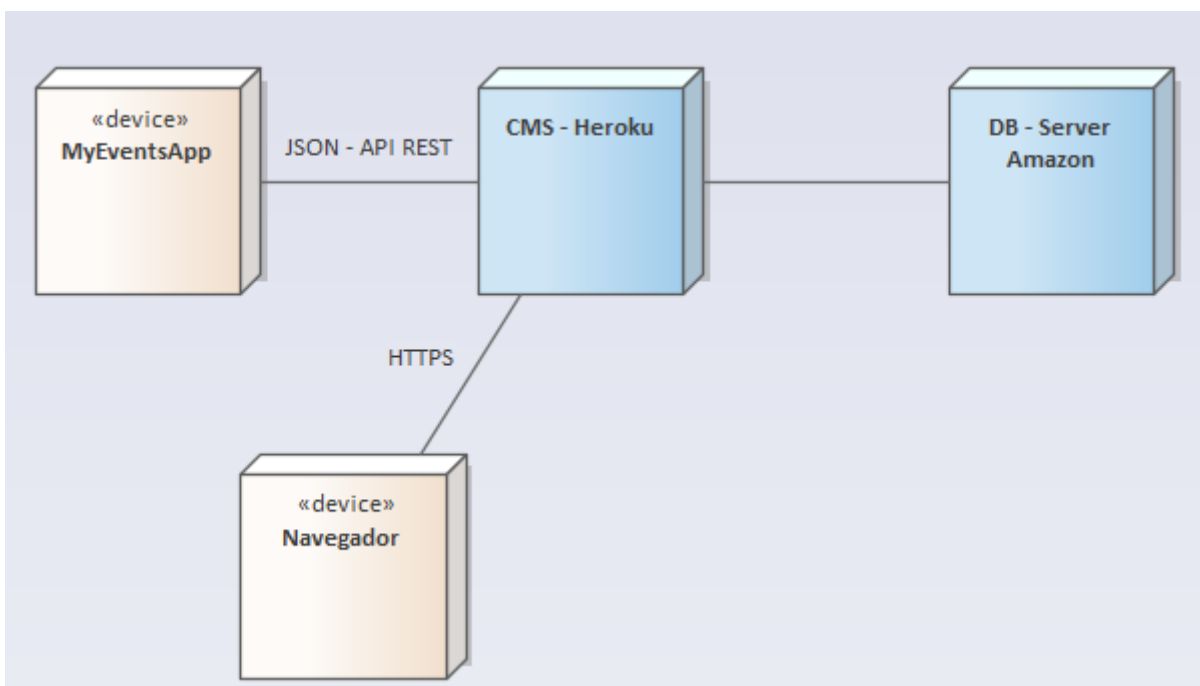 «device»
MyEventsApp
JSON - API REST
CMS - Heroku
DB - Server
Amazon
HTTPS
«device»
Navegador